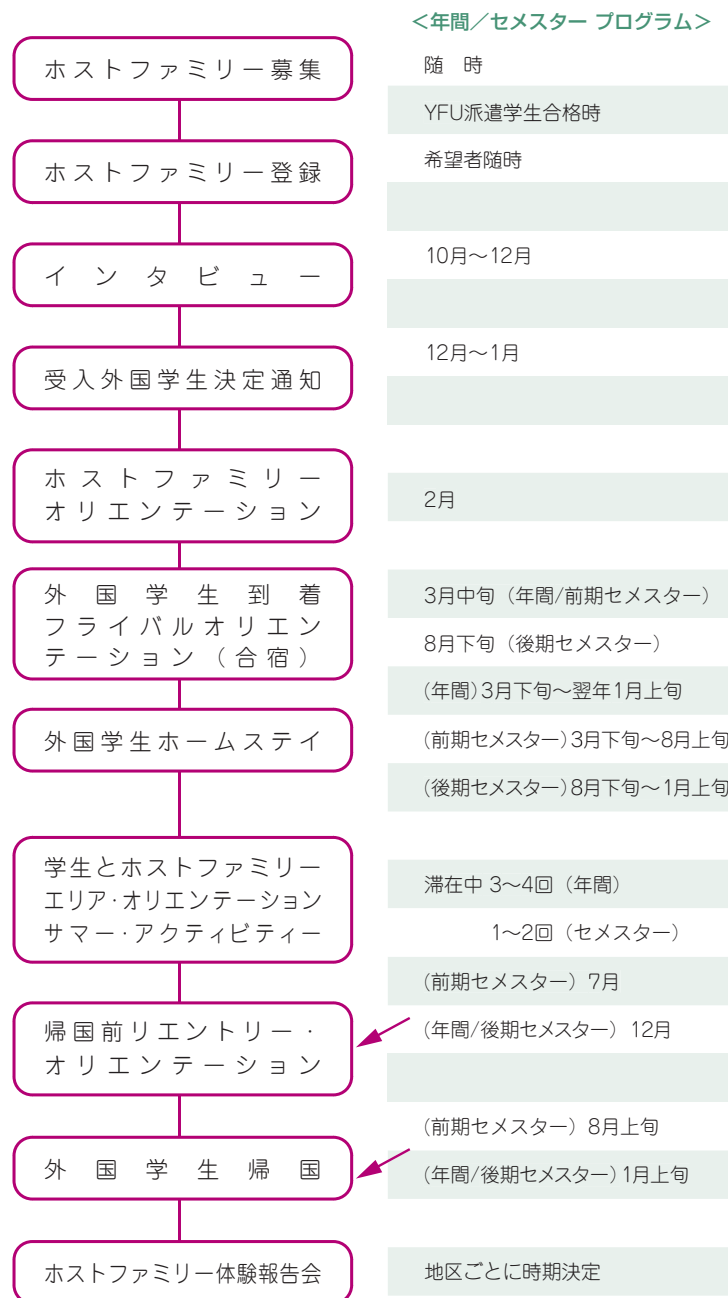 ＜年間／セメスター プログラム＞
ホストファミリー募集
随　時
YFU派遣学生合格時
ホストファミリー登録
希望者随時
インタビュー
10月～12月
受入外国学生決定通知
12月～1月
ホストファミリー
オリエンテーション
2月
外国学生到着
フライバルオリエン
テーション（合宿）
3月中旬（年間/前期セメスター）
8月下旬（後期セメスター）
外国学生ホームステイ
(年間)3月下旬～翌年1月上旬
(前期セメスター)3月下旬～8月上旬
(後期セメスター)8月下旬～1月上旬
学生とホストファミリー
エリア・オリエンテーション
サマー・アクティビティー
滞在中 3～4回（年間）
1～2回（セメスター）
帰国前リエントリー・
オリエンテーション
(前期セメスター）7月
(年間/後期セメスター） 12月
外国学生帰国
(前期セメスター）8月上旬
(年間/後期セメスター)1月上旬
ホストファミリー体験報告会
地区ごとに時期決定